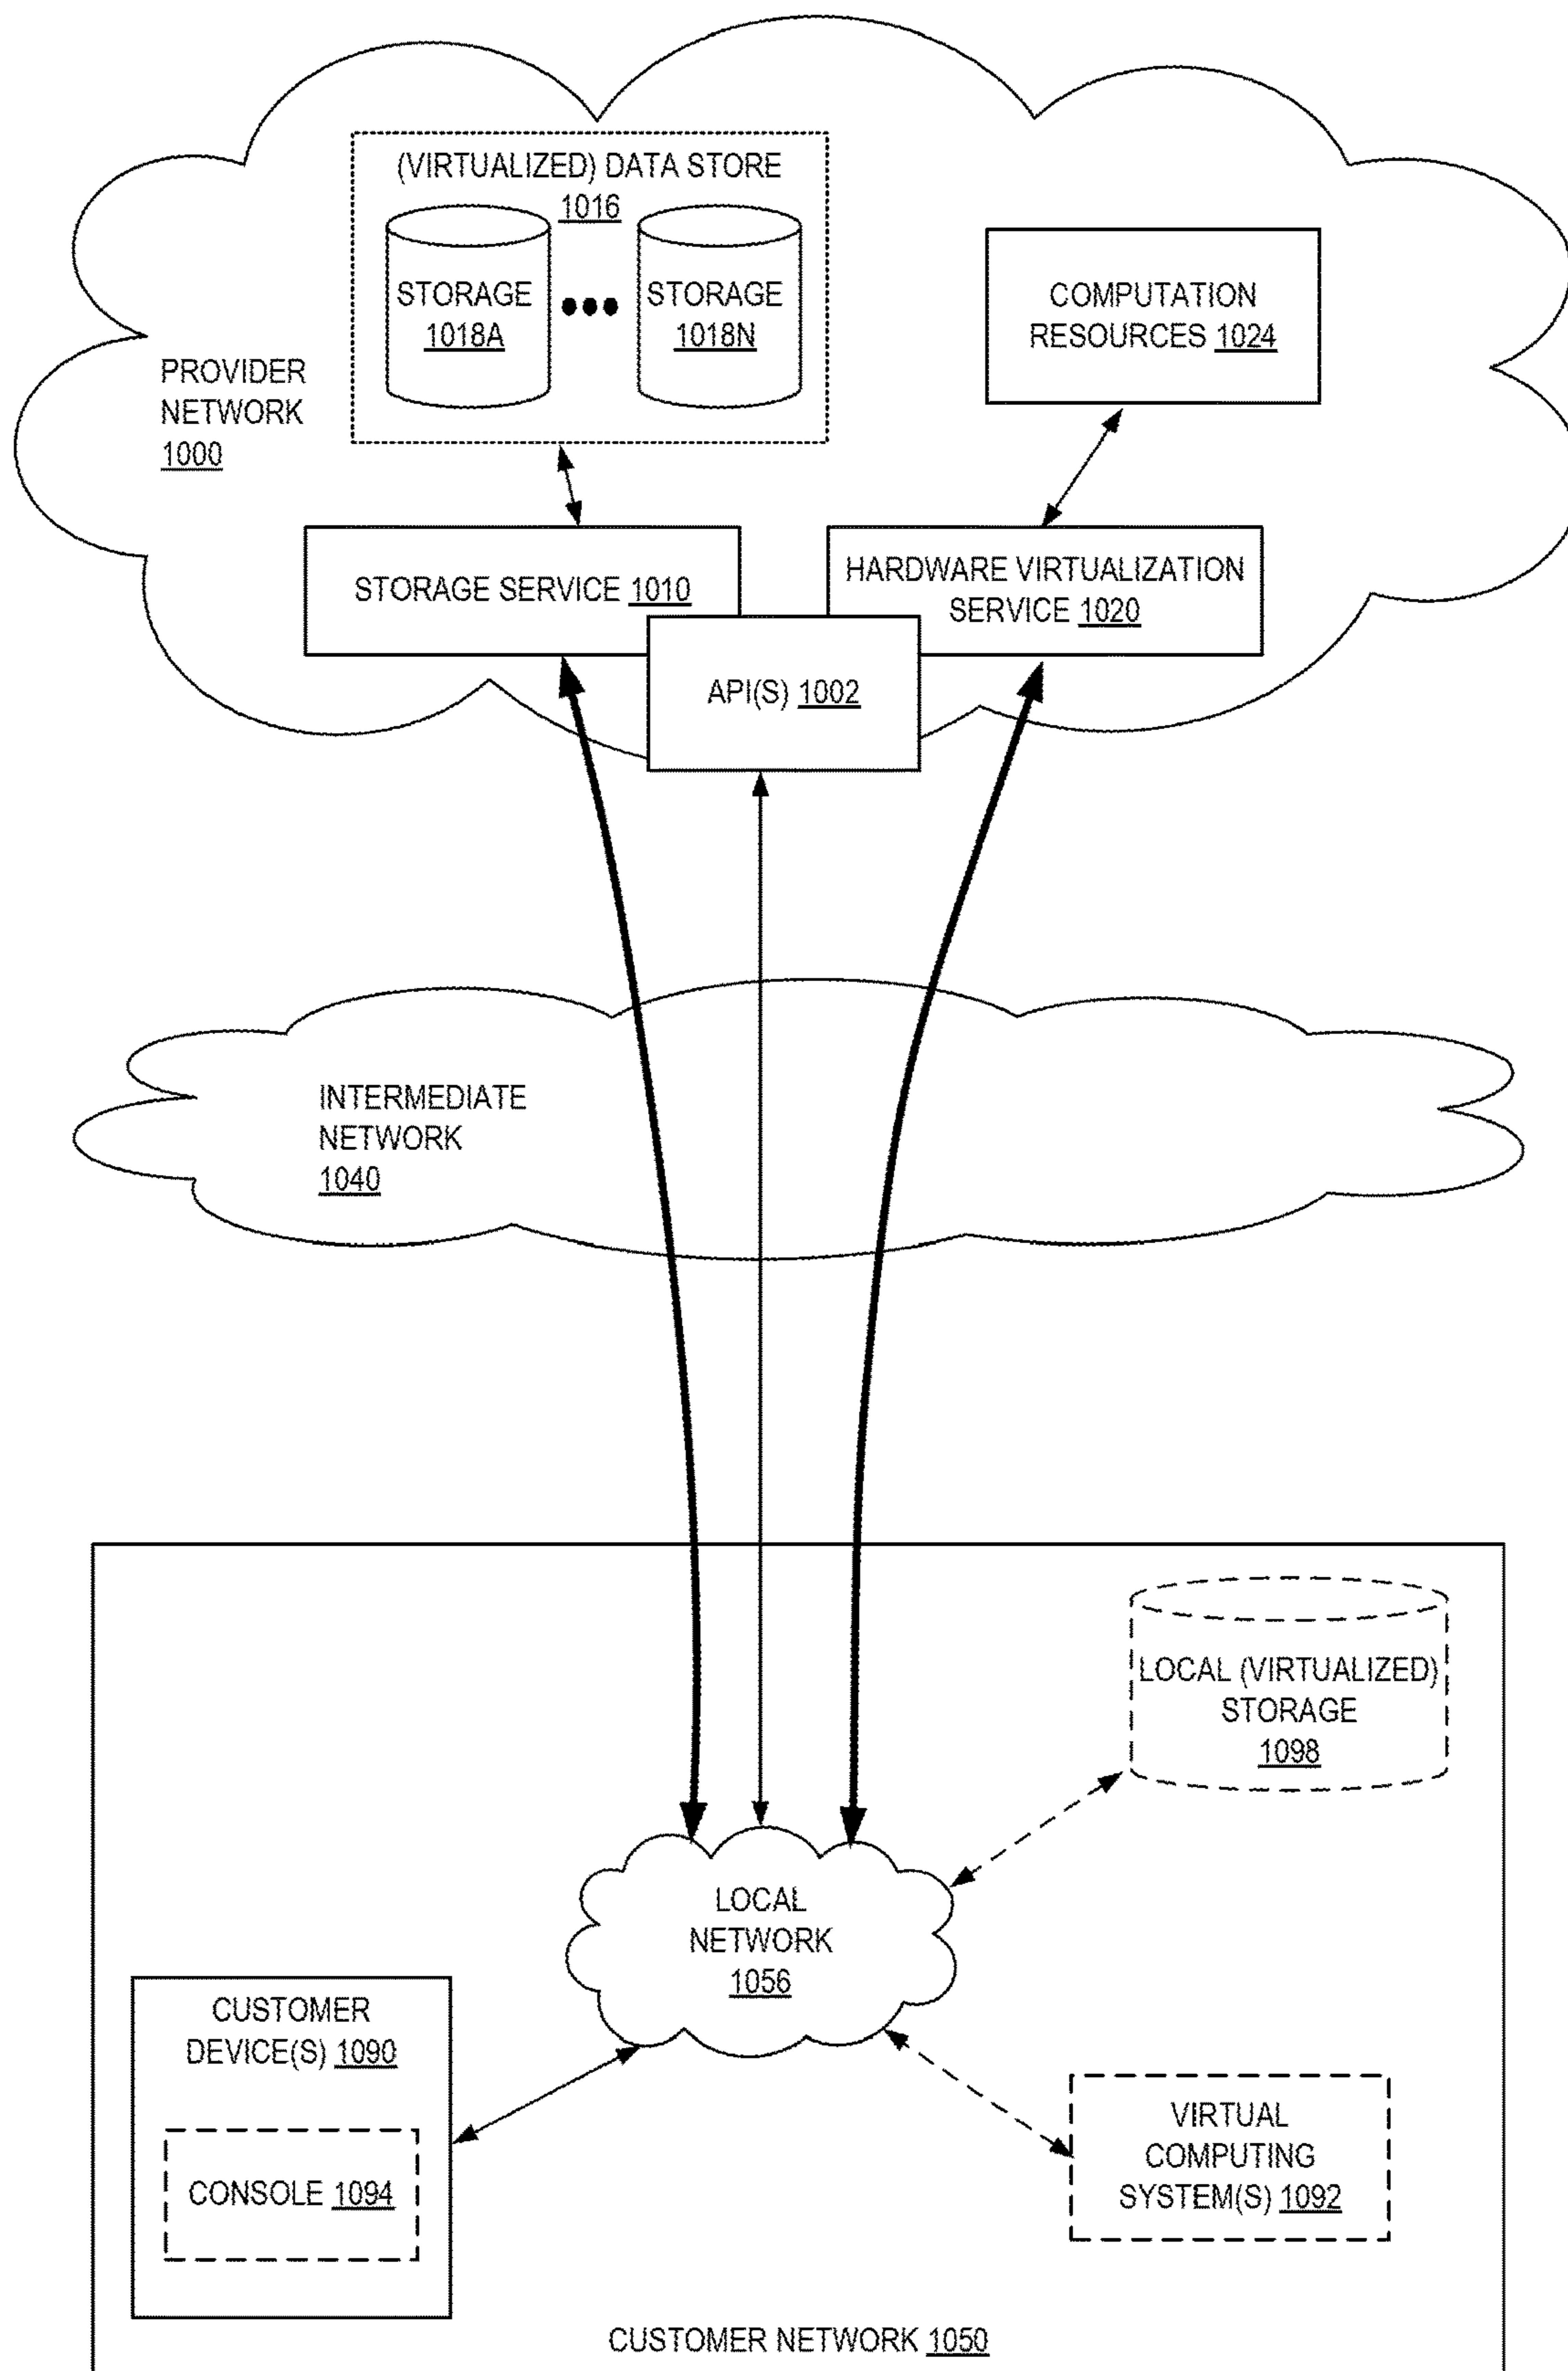 (VIRTUALIZED) DATA STORE
1016
STORAGE
1018A
STORAGE
1018N
COMPUTATION
RESOURCES 1024
PROVIDER
NETWORK
1000
STORAGE SERVICE 1010
HARDWARE VIRTUALIZATION
SERVICE 1020
API(S) 1002
INTERMEDIATE
NETWORK
1040
LOCAL (VIRTUALIZED)
STORAGE
1098
LOCAL
NETWORK
1056
CUSTOMER
DEVICE(S) 1090
CONSOLE 1094
VIRTUAL
COMPUTING
SYSTEM(S) 1092
CUSTOMER NETWORK 1050